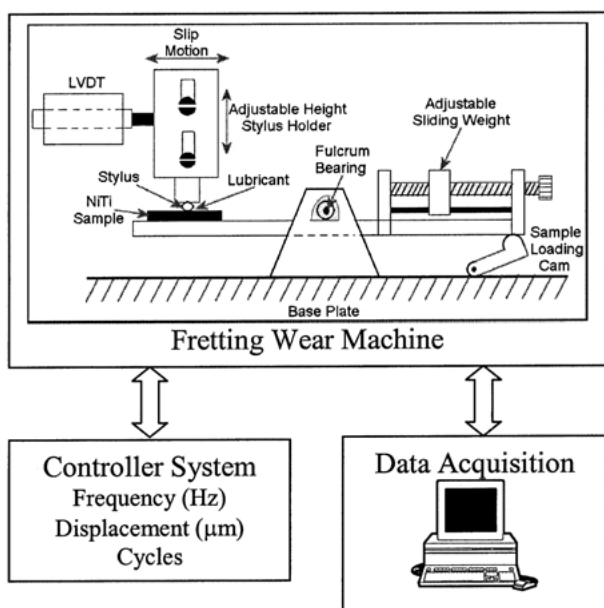 Slip
Motion
LVDT
Adjustable Height
Stylus Holder
Adjustable
Sliding Weight
Fulcrum
Bearing
Stylus
Lubricant
NiTi
Sample
Sample
Loading
Cam
Base Plate
Fretting Wear Machine
Controller System
Frequency (Hz)
Displacement (μm)
Cycles
Data Acquisition